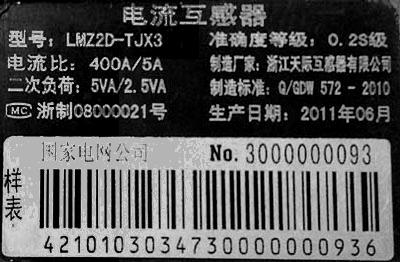 电流互感器
型号: LMZ2D-TJX3 准确度等级: 0.2S级
电流比: 400A/5A 制造厂家: 浙江天际互感器有限公司
二次负荷: 5VA/2.5VA 制造标准: Q/GDW 572-2010
MC 浙制08000021号 生产日期: 2011年06月
国家电网公司 No. 3000000093
样表
4210103034730000000936